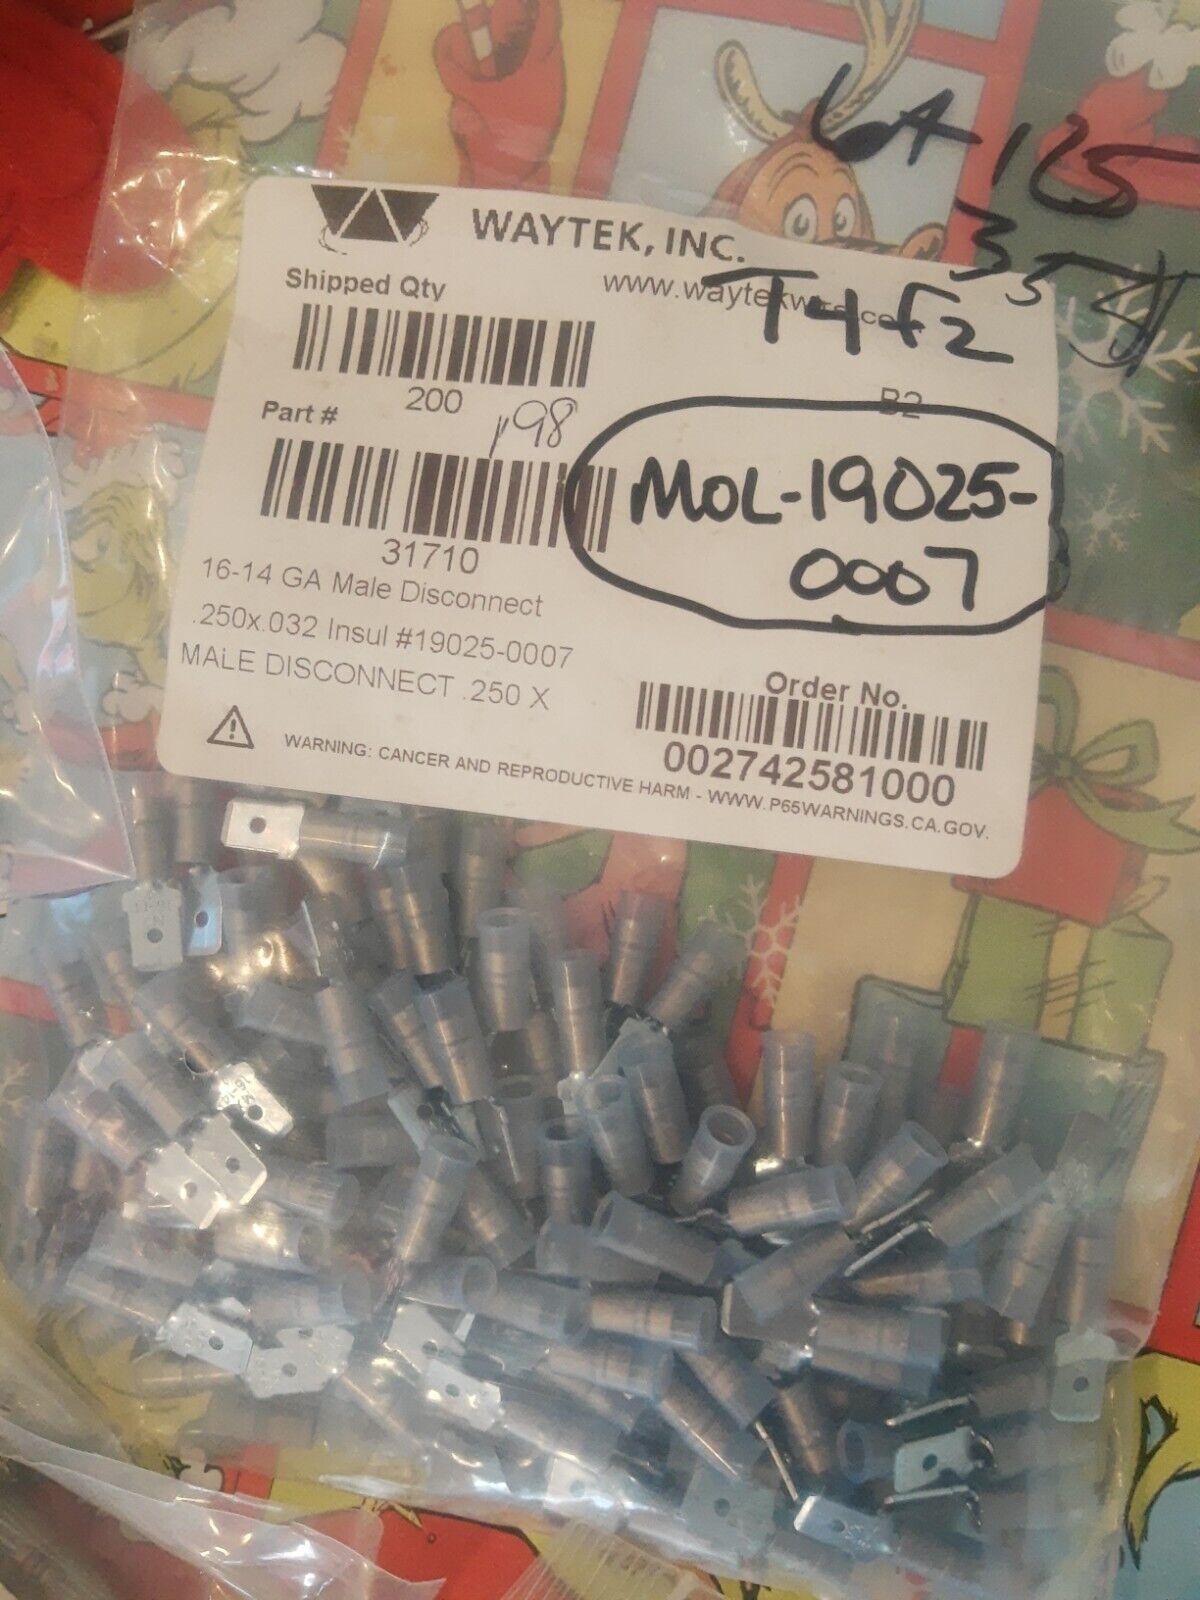 WAYTEK, INC.
www.waytekw
Shipped Qty
200
198
Part #
31710
T4f2
B2
MOL-19025-
0007
16-14 GA Male Disconnect
.250x.032 Insul #19025-0007
MALE DISCONNECT .250 X
Order No.
002742581000
WARNING: CANCER AND REPRODUCTIVE HARM - WWW.P65WARNINGS.CA.GOV.